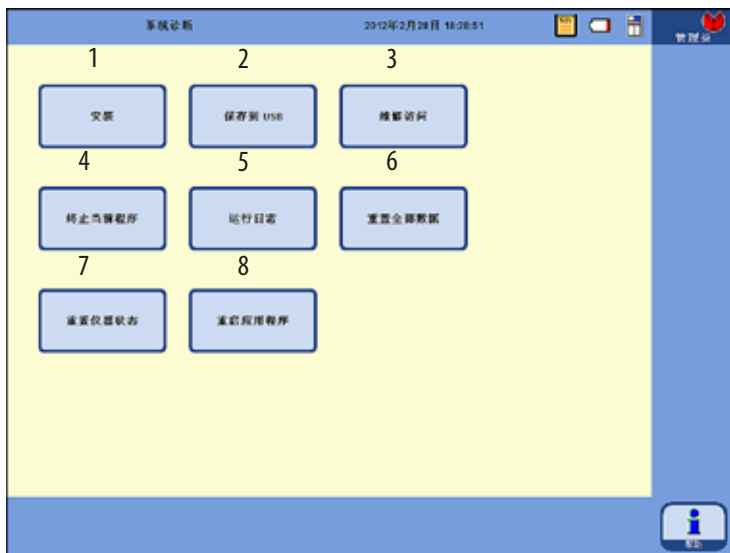 系统诊断 2012年2月28日 18:28:51 管理员
1 2 3
安装 保存到 USB 维修访问
4 5 6
终止当前程序 运行日志 重置全部数据
7 8
重置仪器状态 重启应用程序
帮助